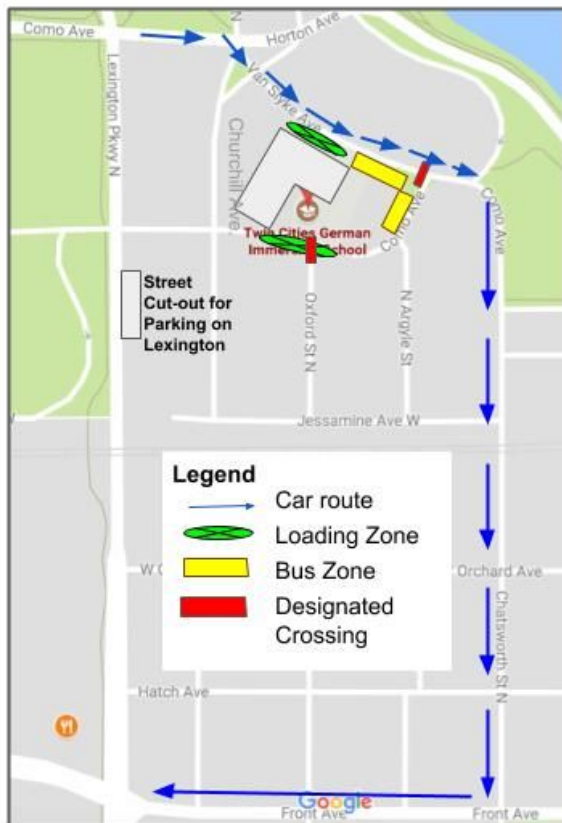 Como Ave
N
Horton Ave
Lexington Pkwy N
Van Slyke Ave
Churchill Ave.
Como Ave
Como Ave
Twin Cities German
Immersion School
Street
Cut-out for
Parking on
Lexington
Oxford St N
N Argyle St
Jessamine Ave W
Legend
Car route
Loading Zone
Bus Zone
Designated
Crossing
Orchard Ave
Chatsworth St N
Hatch Ave
Google
Front Ave
Front Ave